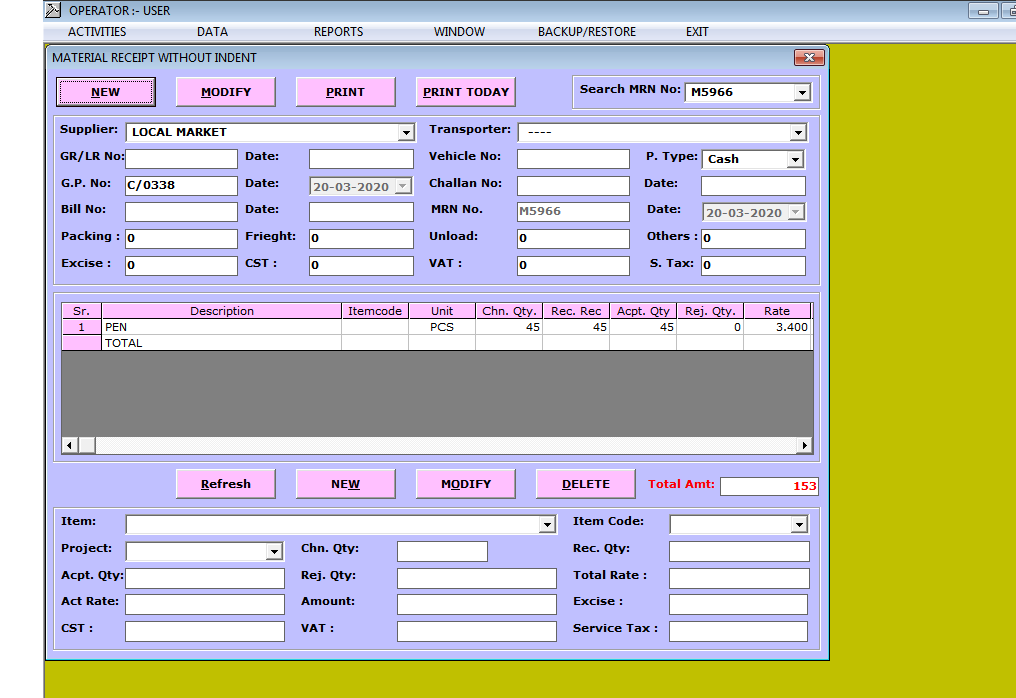 OPERATOR :- USER
ACTIVITIES DATA REPORTS WINDOW BACKUP/RESTORE EXIT
MATERIAL RECEIPT WITHOUT INDENT
NEW MODIFY PRINT PRINT TODAY Search MRN No: M5966
Supplier: LOCAL MARKET Transporter: ----
GR/LR No: Date: Vehicle No: P. Type: Cash
G.P. No: C/0338 Date: 20-03-2020 Challan No: Date:
Bill No: Date: MRN No. M5966 Date: 20-03-2020
Packing : 0 Frieght: 0 Unload: 0 Others : 0
Excise : 0 CST : 0 VAT : 0 S. Tax: 0
Sr. Description Itemcode Unit Chn. Qty. Rec. Rec Acpt. Qty Rej. Qty. Rate
1 PEN PCS 45 45 45 0 3.400
TOTAL
Refresh NEW MODIFY DELETE Total Amt: 153
Item: Item Code:
Project: Chn. Qty: Rec. Qty:
Acpt. Qty: Rej. Qty: Total Rate :
Act Rate: Amount: Excise :
CST : VAT : Service Tax :